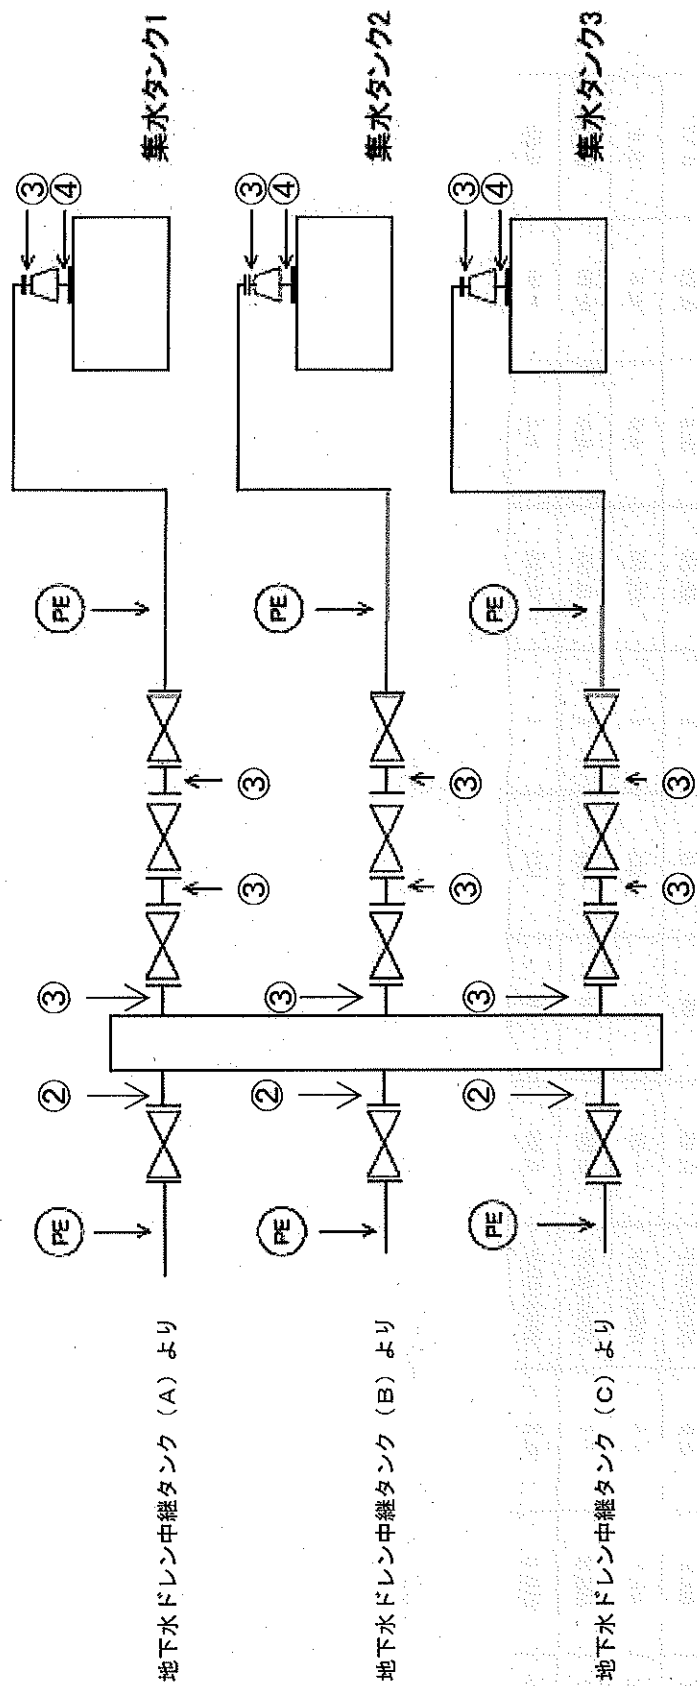 地下水ドレン中継タンク（A）より
PE
②
③
③
③
PE
③
④
集水タンク1
地下水ドレン中継タンク（B）より
PE
②
③
③
③
PE
③
④
集水タンク2
地下水ドレン中継タンク（C）より
PE
②
③
③
③
PE
③
④
集水タンク3